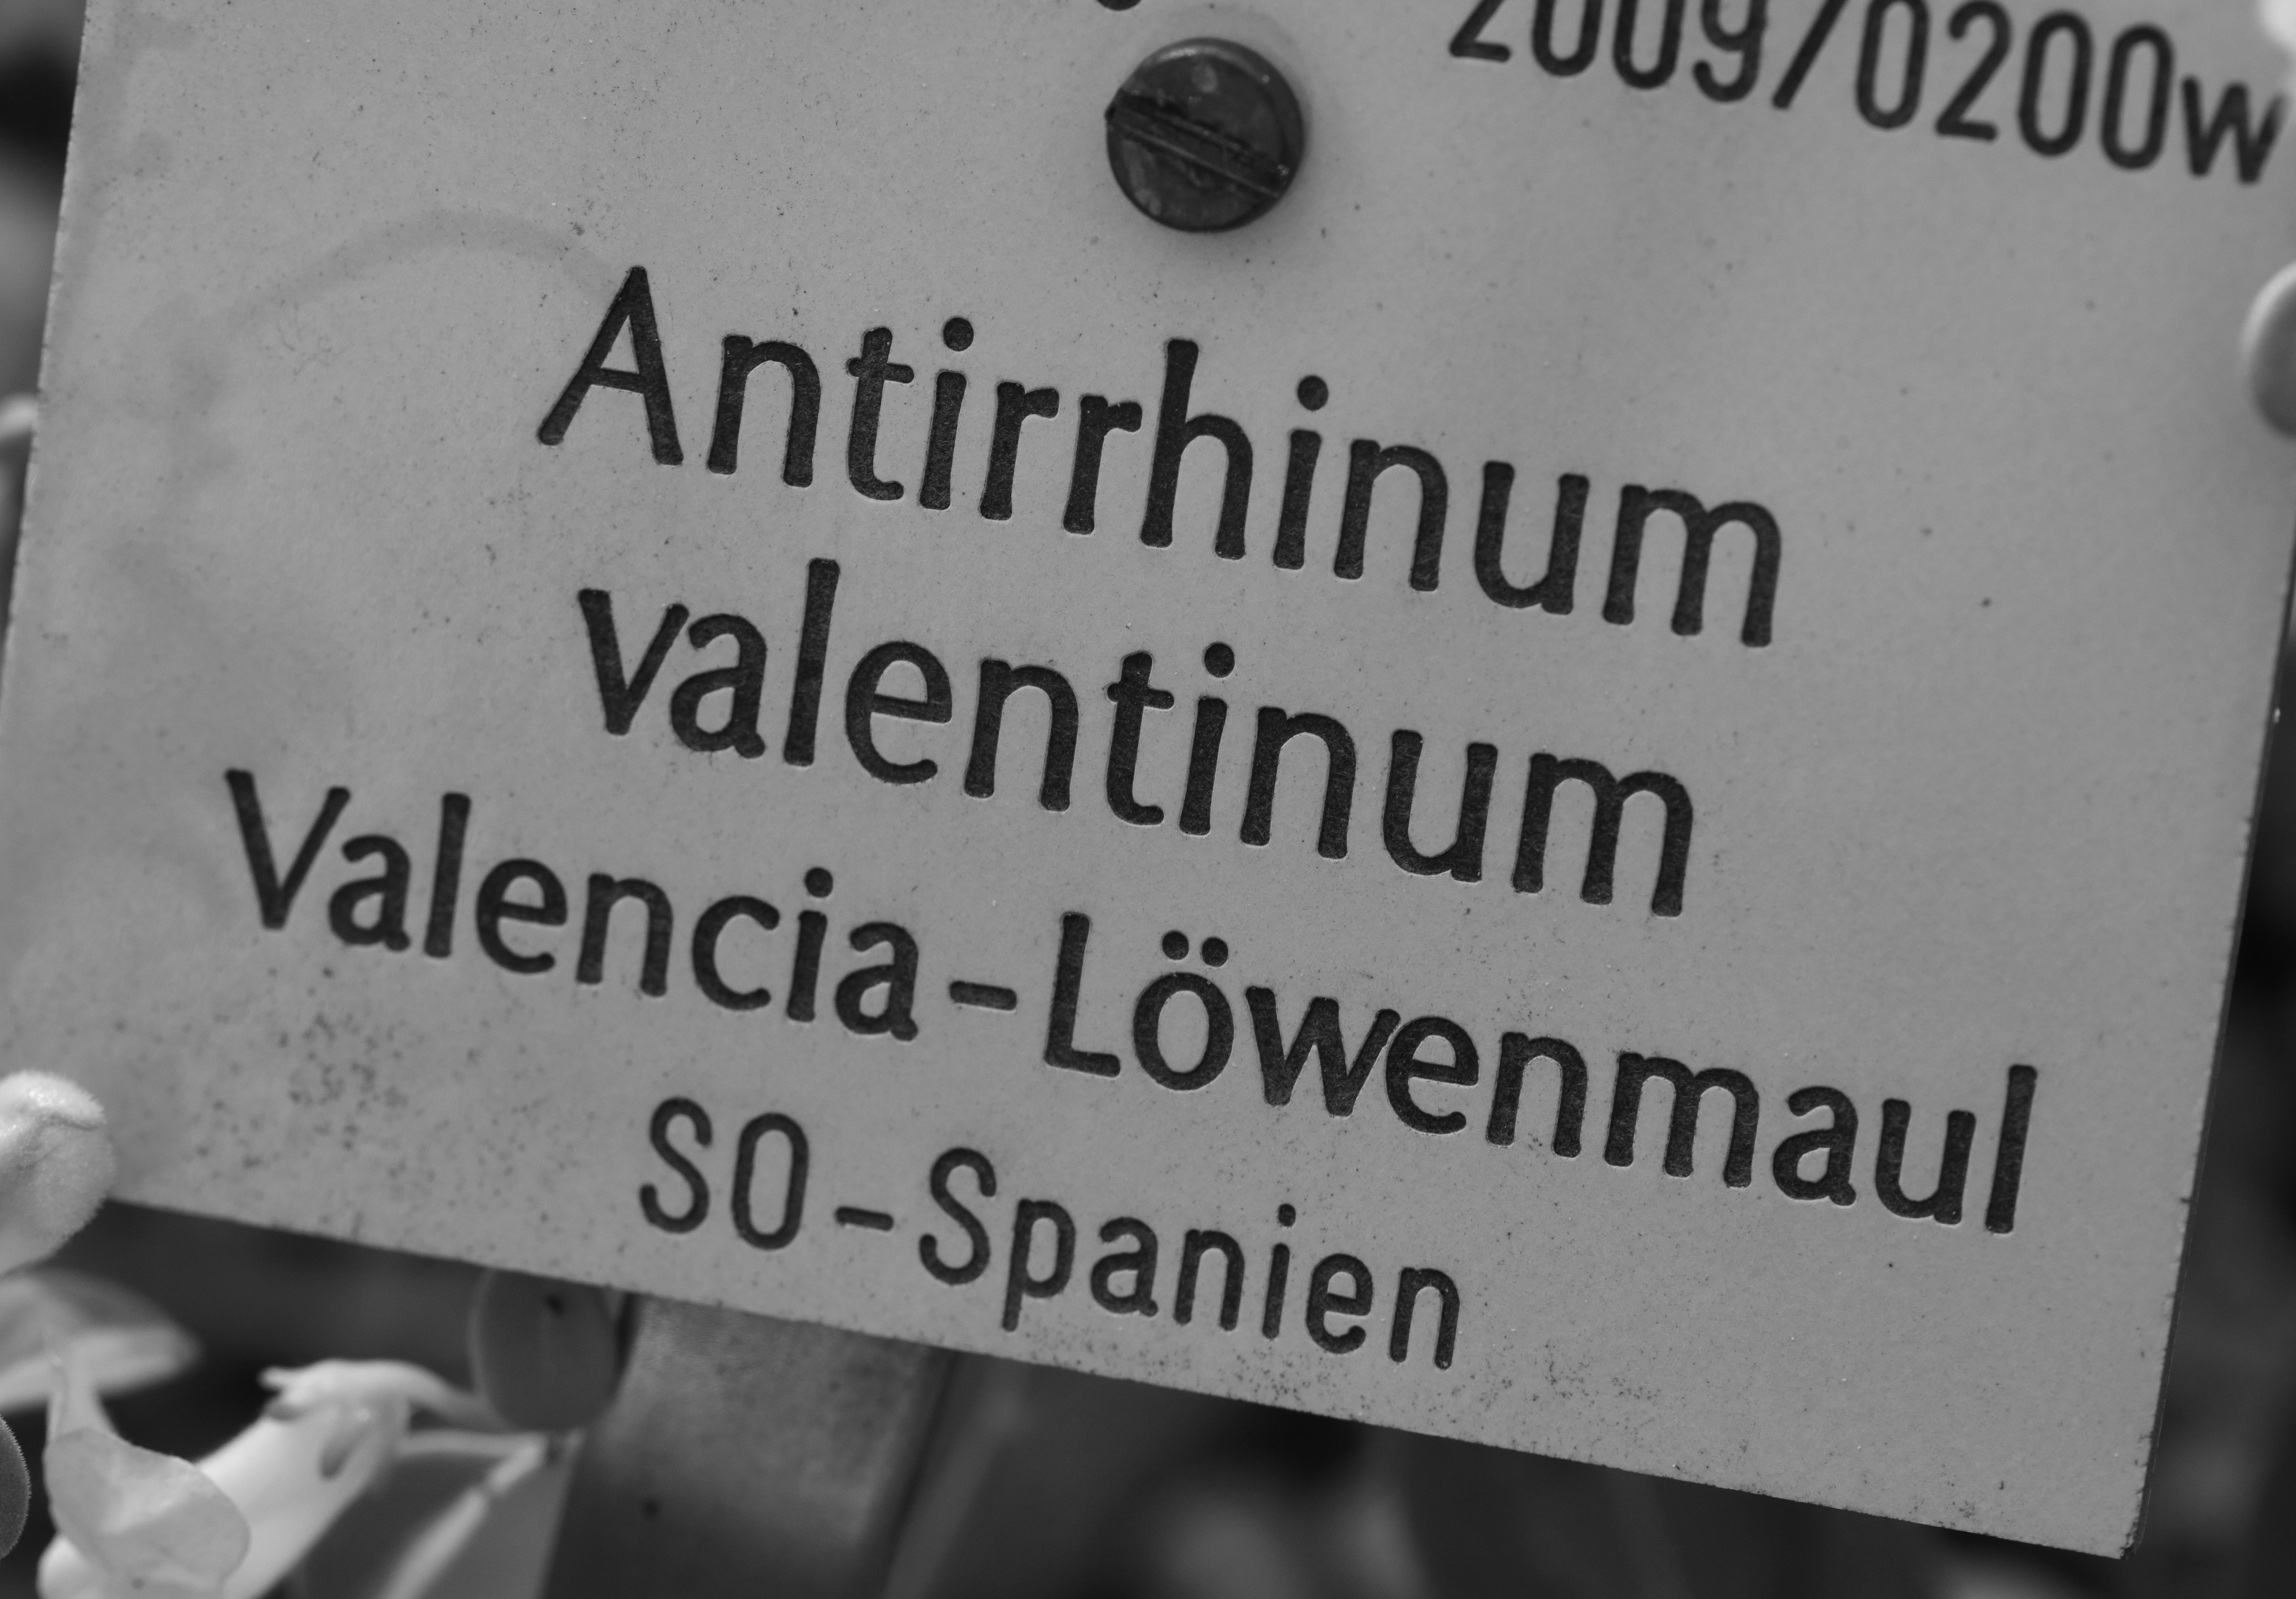 2009/0200w
Antirrhinum
valentinum
Valencia-Löwenmaul
SO-Spanien